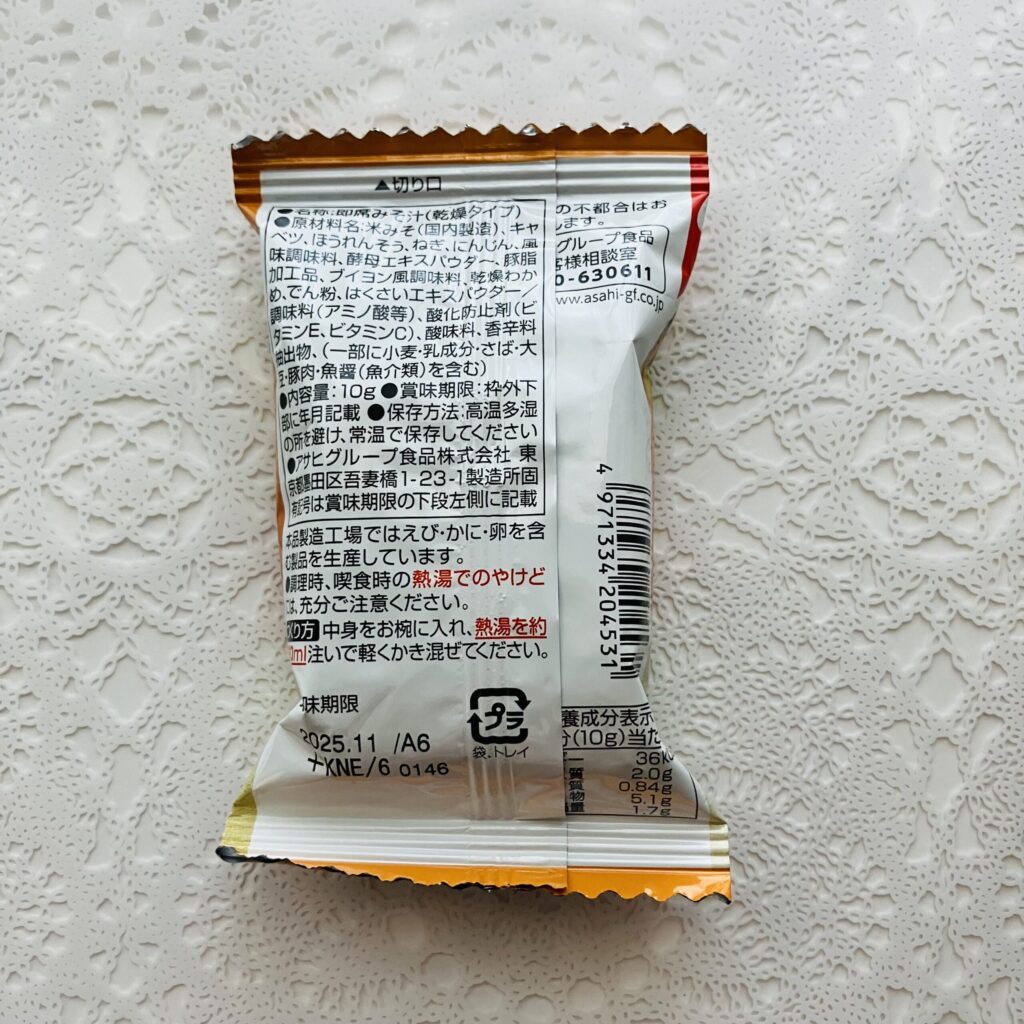 ▲切り口
●名称:即席みそ汁(乾燥タイプ)
●原材料名:米みそ(国内製造)、キャ
ベツ、ほうれんそう、ねぎ、にんじん、風
味調味料、酵母エキスパウダー、豚脂
加工品、ブイヨン風調味料、乾燥わか
め、でん粉、はくさいエキスパウダー/
調味料(アミノ酸等)、酸化防止剤(ビ
タミンE、ビタミンC)、酸味料、香辛料
抽出物、(一部に小麦・乳成分・さば・大
豆・豚肉・魚醤(魚介類)を含む)
●内容量:10g ●賞味期限:枠外下
部に年月記載 ●保存方法:高温多湿
の所を避け、常温で保存してください
●アサヒグループ食品株式会社 東
京都墨田区吾妻橋1-23-1製造所固
有記号は賞味期限の下段左側に記載
本品製造工場ではえび・かに・卵を含
む製品を生産しています。
●調理時、喫食時の熱湯でのやけど
には、充分ご注意ください。
くり方 中身をお椀に入れ、熱湯を約
0ml注いで軽くかき混ぜてください。
味期限
2025.11 /A6
+KNE/6 0146
プラ
袋、トレイ
の不都合はお
します。
グループ食品
客様相談室
0-630611
www.asahi-gf.co.jp
4 971334 204531
養成分表示
分(10g)当た
ー 36k
質 2.0g
質 0.84g
物 5.1g
量 1.7g